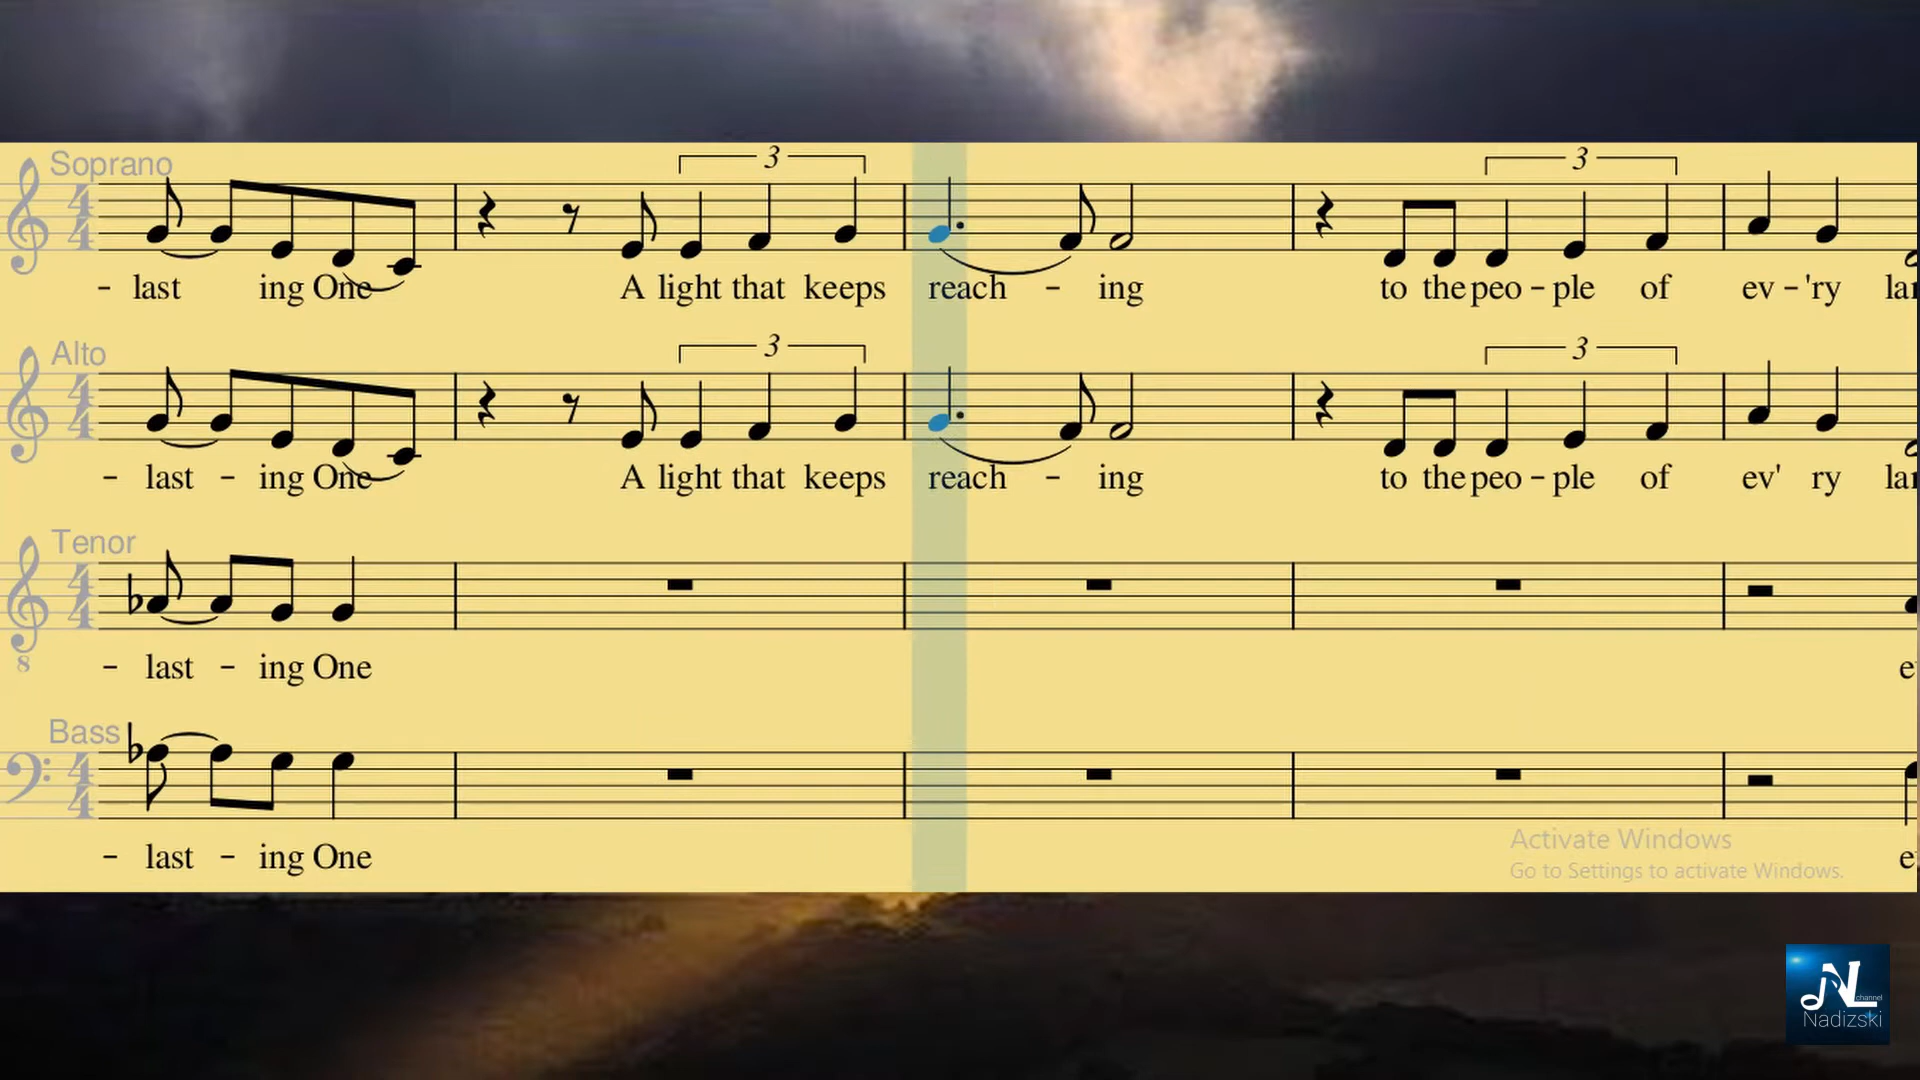 Soprano
3
3
- last ing One A light that keeps reach - ing to the peo - ple of ev - 'ry
Alto
3
3
- last - ing One A light that keeps reach - ing to the peo - ple of ev' ry
Tenor
8
- last - ing One
Bass
- last - ing One
Activate Windows
Go to Settings to activate Windows.
NL
channel
Nadizski